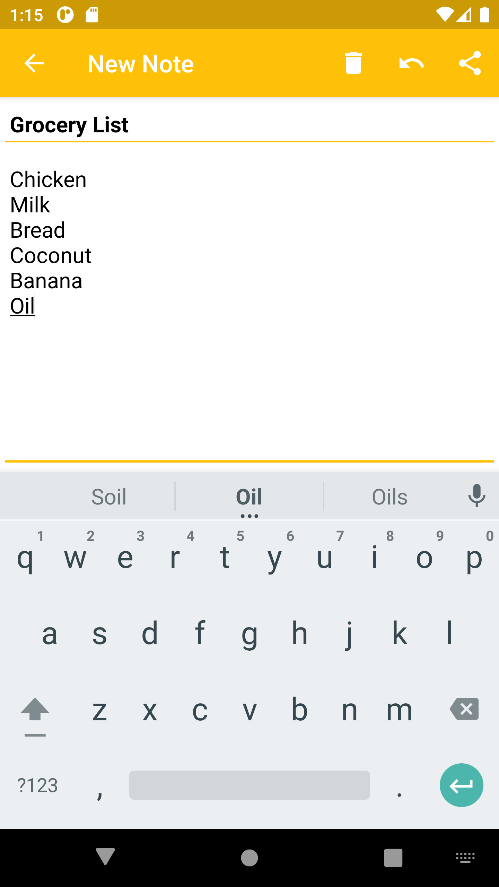 1:15
New Note
Grocery List
Chicken
Milk
Bread
Coconut
Banana
Oil
Soil Oil Oils
1 2 3 4 5 6 7 8 9 0
q w e r t y u i o p
a s d f g h j k l
z x c v b n m
?123 , .